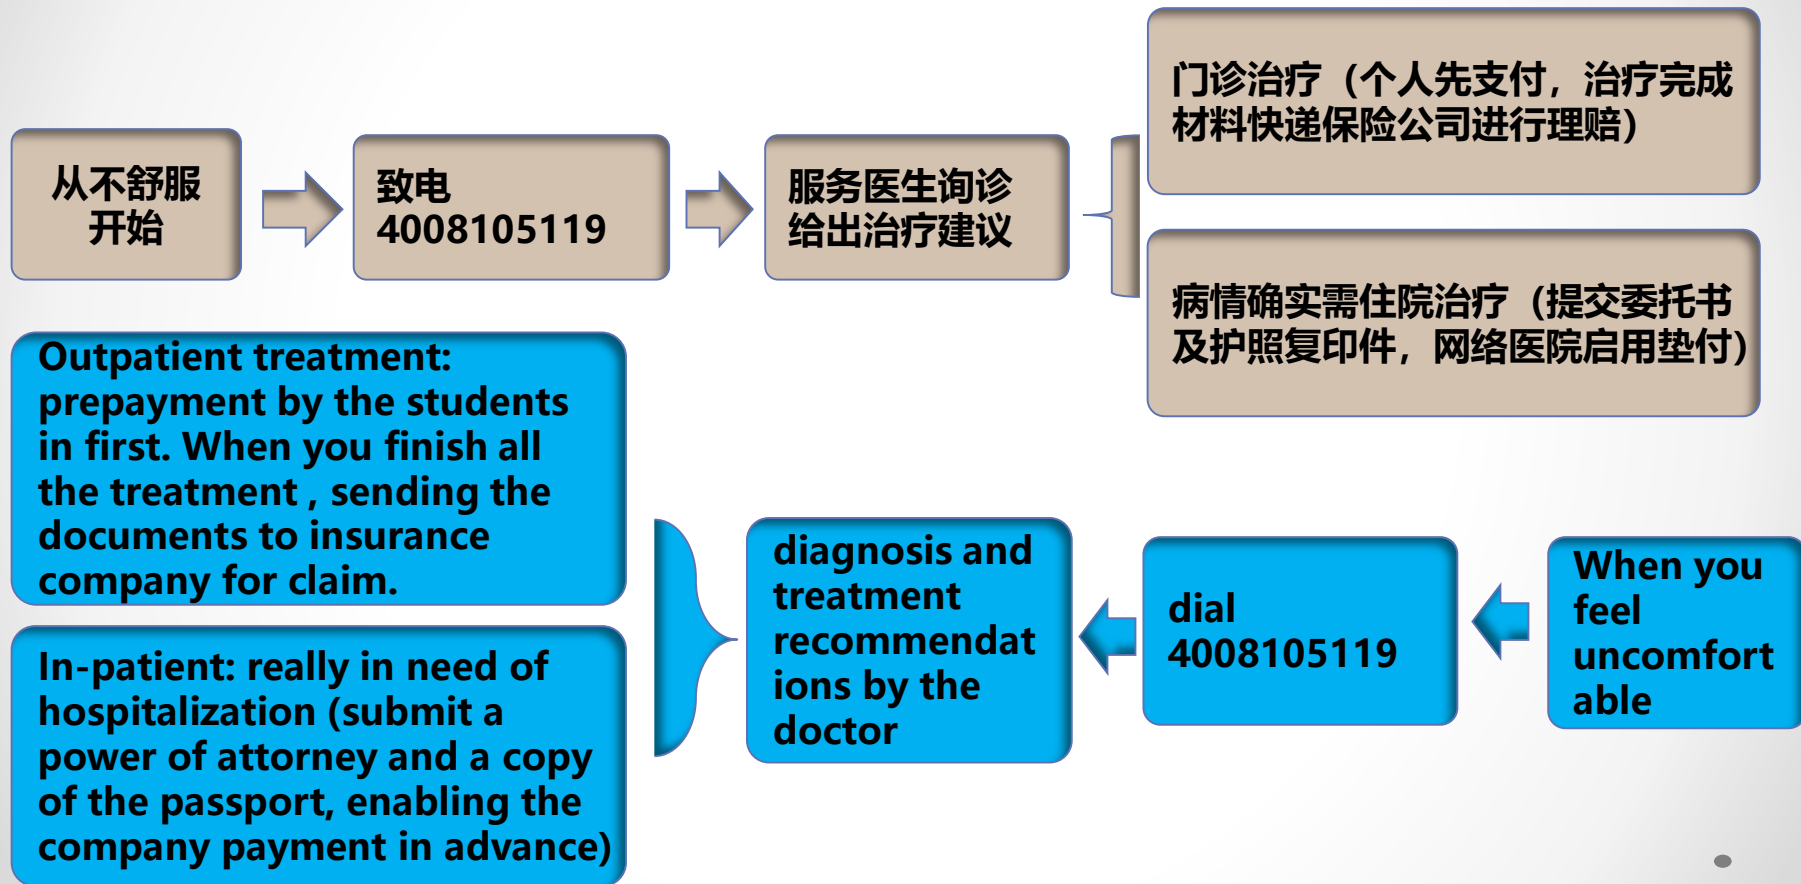 从不舒服
开始
致电
4008105119
服务医生询诊
给出治疗建议
门诊治疗（个人先支付，治疗完成
材料快递保险公司进行理赔）
病情确实需住院治疗（提交委托书
及护照复印件，网络医院启用垫付）
Outpatient treatment:
prepayment by the students
in first. When you finish all
the treatment , sending the
documents to insurance
company for claim.
In-patient: really in need of
hospitalization (submit a
power of attorney and a copy
of the passport, enabling the
company payment in advance)
diagnosis and
treatment
recommendat
ions by the
doctor
dial
4008105119
When you
feel
uncomfort
able